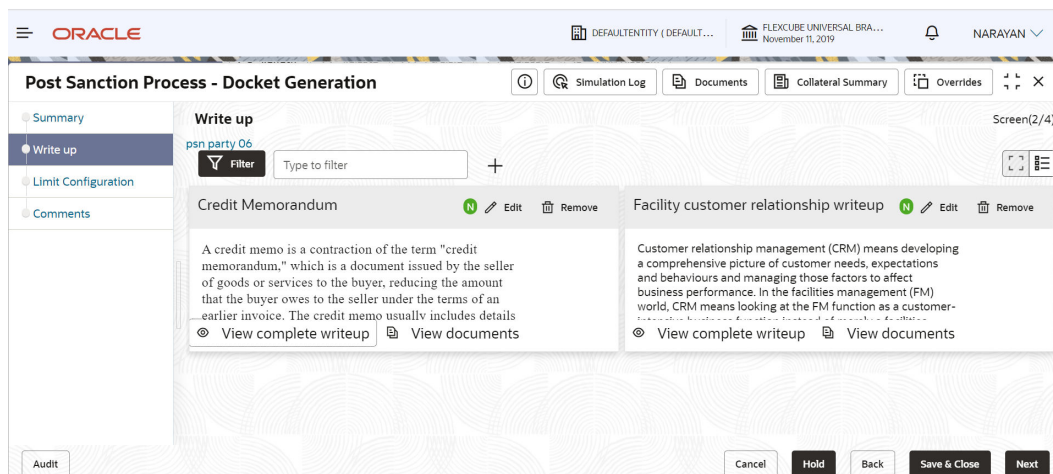 ORACLE
DEFAULTENTITY ( DEFAULT...
FLEXCUBE UNIVERSAL BRA...
November 11, 2019
NARAYAN
Post Sanction Process - Docket Generation
Simulation Log
Documents
Collateral Summary
Overrides
Summary
Write up
Limit Configuration
Comments
Write up
Screen(2/4)
psn party 06
Filter
Type to filter
Credit Memorandum
N
Edit
Remove
A credit memo is a contraction of the term "credit
memorandum," which is a document issued by the seller
of goods or services to the buyer, reducing the amount
that the buyer owes to the seller under the terms of an
earlier invoice. The credit memo usually includes details
View complete writeup
View documents
Facility customer relationship writeup
N
Edit
Remove
Customer relationship management (CRM) means developing
a comprehensive picture of customer needs, expectations
and behaviours and managing those factors to affect
business performance. In the facilities management (FM)
world, CRM means looking at the FM function as a customer-
View complete writeup
View documents
Audit
Cancel
Hold
Back
Save & Close
Next